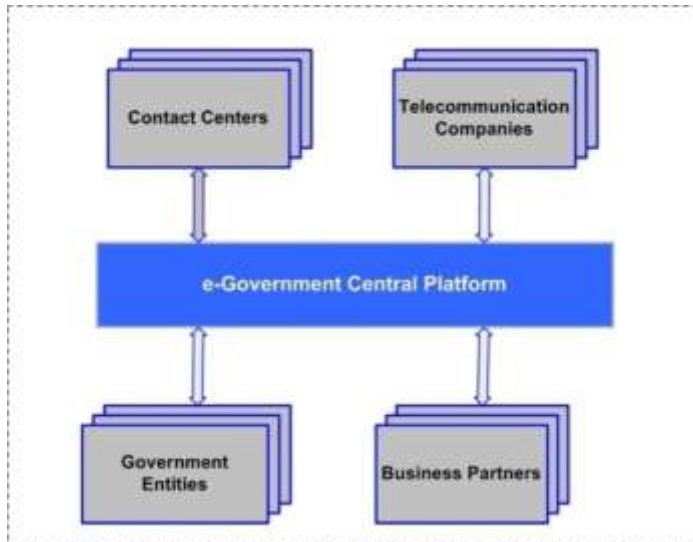 Contact Centers
Telecommunication
Companies
e-Government Central Platform
Government
Entities
Business Partners